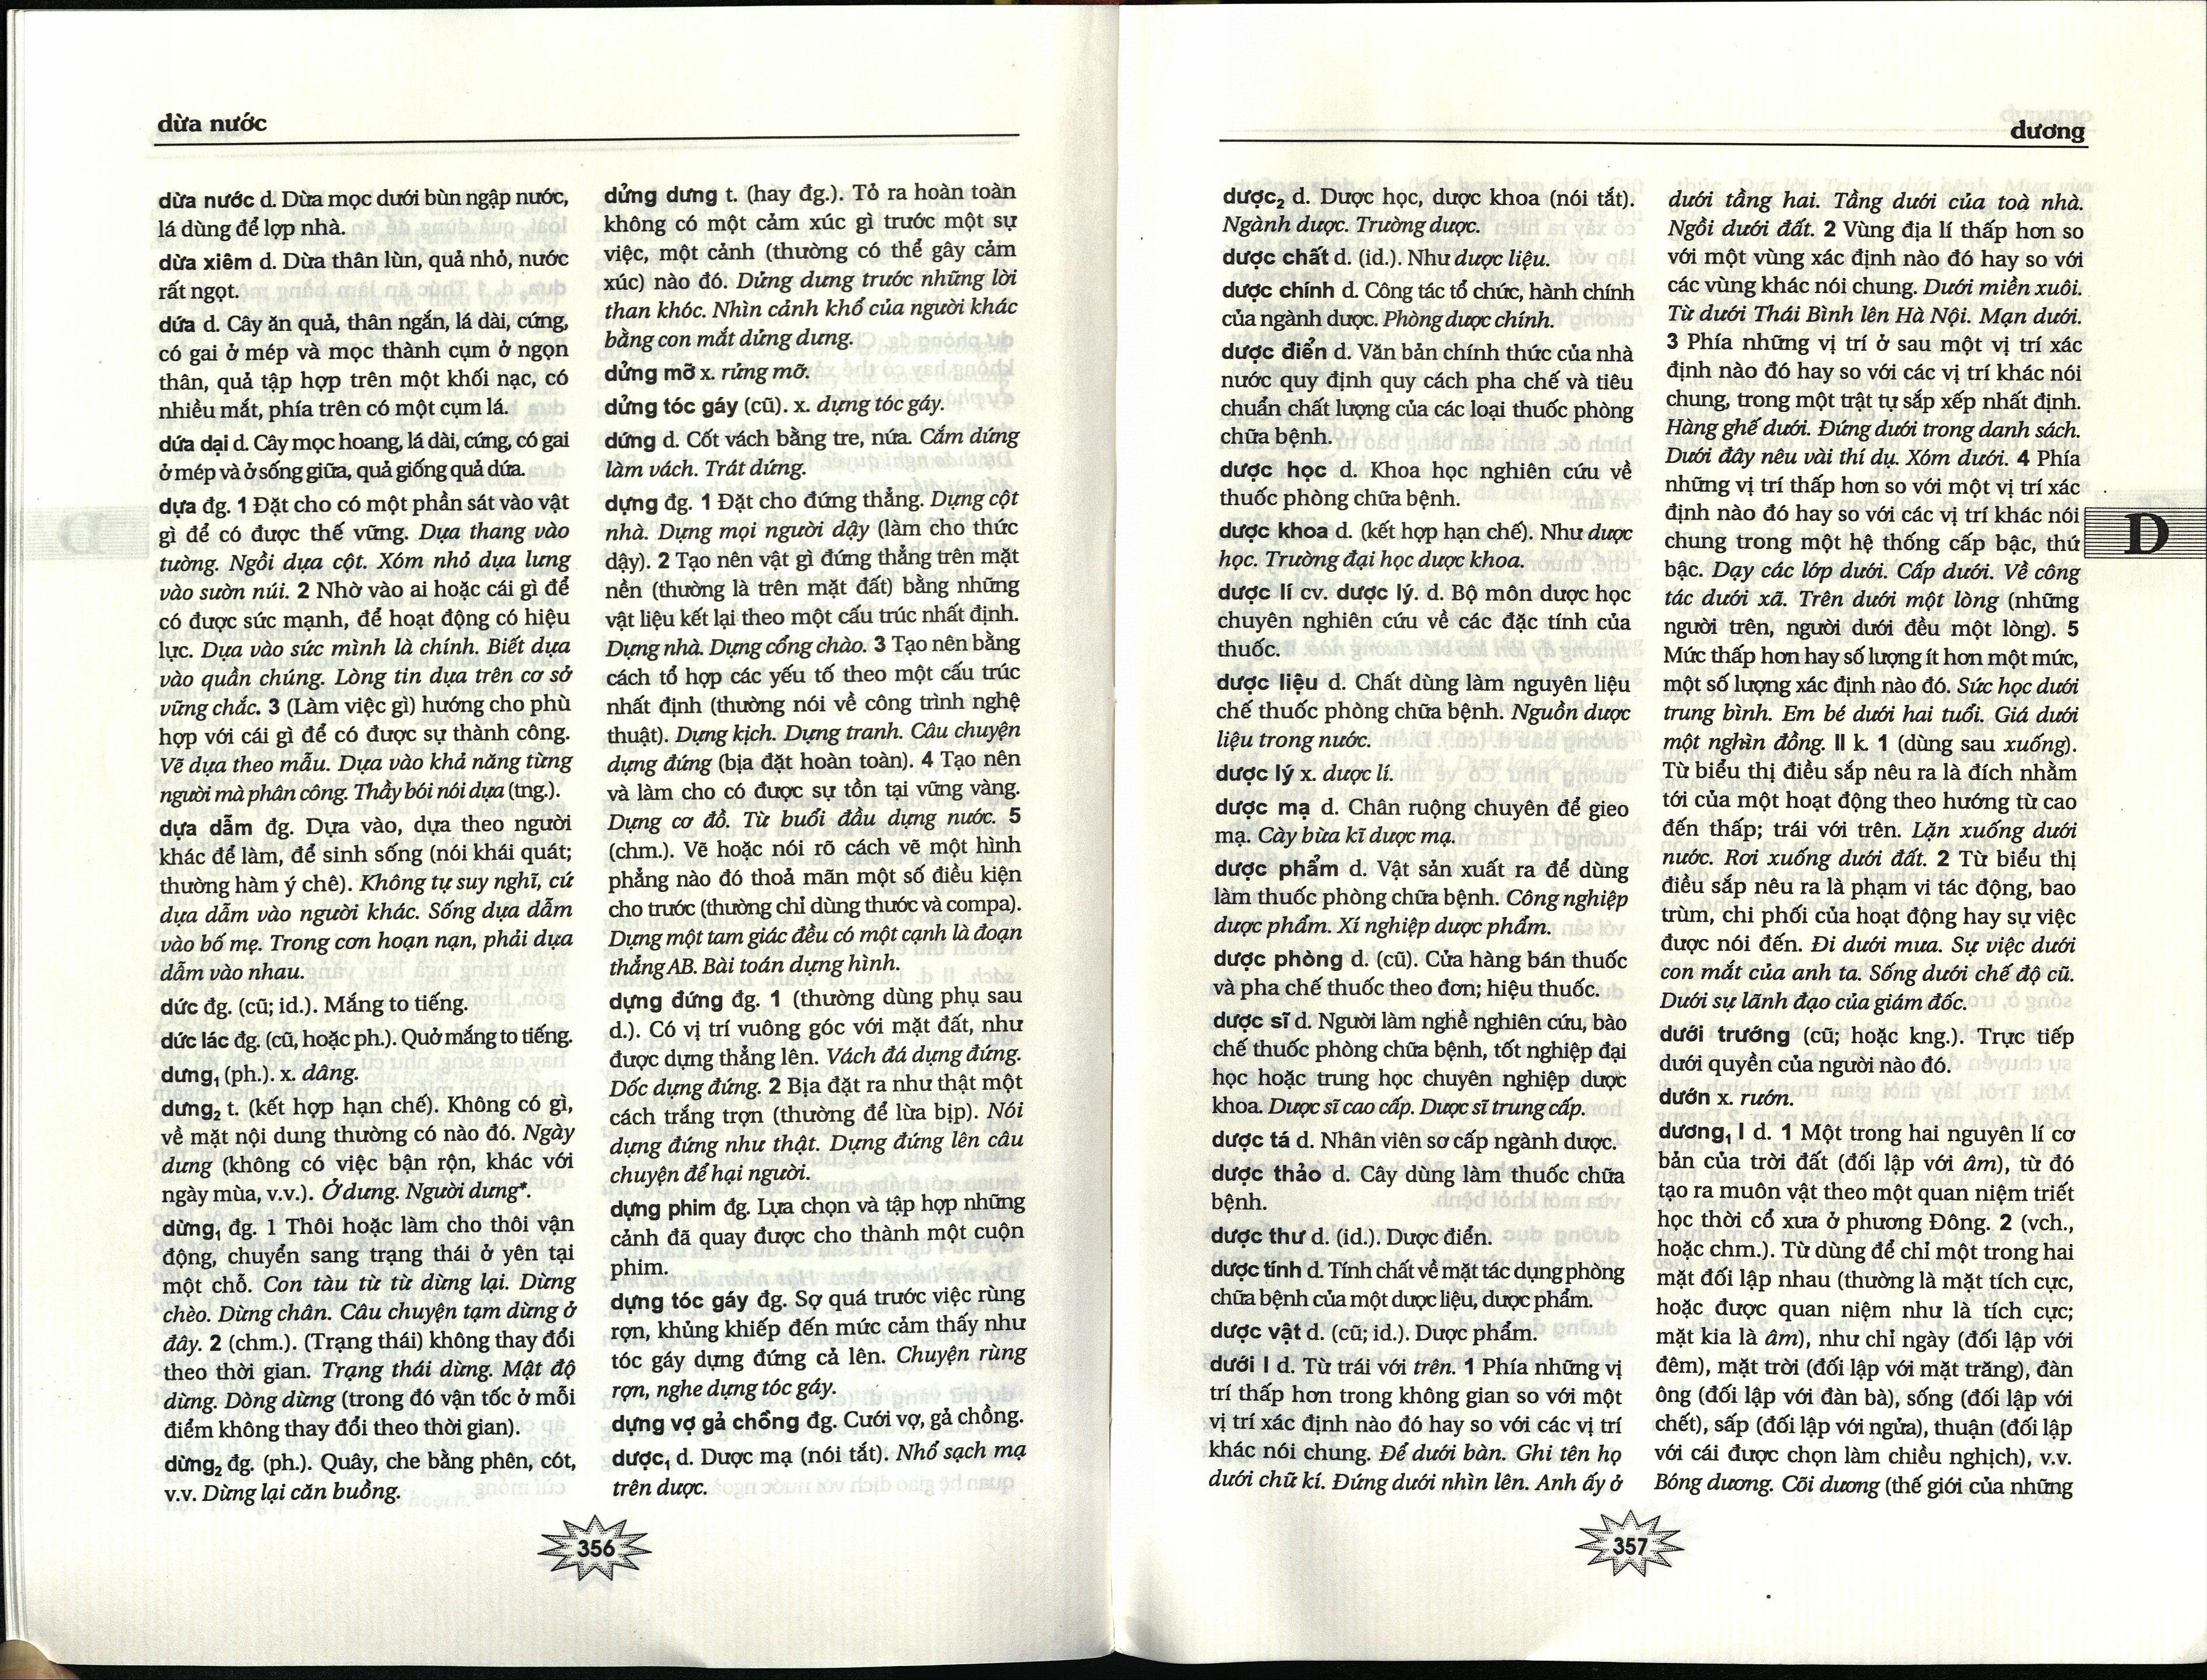 dừa nước
dừa nước d. Dừa mọc dưới bùn ngập nước,
lá dùng để lợp nhà.
dừa xiêm d. Dừa thân lùn, quả nhỏ, nước
rất ngọt.
dứa d. Cây ăn quả, thân ngắn, lá dài, cứng,
có gai ở mép và mọc thành cụm ở ngọn
thân, quả tập hợp trên một khối nạc, có
nhiều mắt, phía trên có một cụm lá.
dứa dại d. Cây mọc hoang, lá dài, cứng, có gai
ở mép và ở sống giữa, quả giống quả dứa.
dựa đg. 1 Đặt cho có một phần sát vào vật
gì để có được thế vững. Dựa thang vào
tường. Ngồi dựa cột. Xóm nhỏ dựa lưng
vào sườn núi. 2 Nhờ vào ai hoặc cái gì để
có được sức mạnh, để hoạt động có hiệu
lực. Dựa vào sức mình là chính. Biết dựa
vào quần chúng. Lòng tin dựa trên cơ sở
vững chắc. 3 (Làm việc gì) hướng cho phù
hợp với cái gì để có được sự thành công.
Vẽ dựa theo mẫu. Dựa vào khả năng từng
người mà phân công. Thầy bói nói dựa (tng.).
dựa dẫm đg. Dựa vào, dựa theo người
khác để làm, để sinh sống (nói khái quát;
thường hàm ý chê). Không tự suy nghĩ, cứ
dựa dẫm vào người khác. Sống dựa dẫm
vào bố mẹ. Trong cơn hoạn nạn, phải dựa
dẫm vào nhau.
dức đg. (cũ; id.). Mắng to tiếng.
dức lác đg. (cũ, hoặc ph.). Quở mắng to tiếng.
dưng₁ (ph.). x. dâng.
dưng₂ t. (kết hợp hạn chế). Không có gì,
về mặt nội dung thường có nào đó. Ngày
dưng (không có việc bận rộn, khác với
ngày mùa, v.v.). Ở dưng. Người dưng*.
dừng₁ đg. 1 Thôi hoặc làm cho thôi vận
động, chuyển sang trạng thái ở yên tại
một chỗ. Con tàu từ từ dừng lại. Dừng
chèo. Dừng chân. Câu chuyện tạm dừng ở
đây. 2 (chm.). (Trạng thái) không thay đổi
theo thời gian. Trạng thái dừng. Mật độ
dừng. Dòng dừng (trong đó vận tốc ở mỗi
điểm không thay đổi theo thời gian).
dừng₂ đg. (ph.). Quây, che bằng phên, cót,
v.v. Dừng lại căn buồng.
dửng dưng t. (hay đg.). Tỏ ra hoàn toàn
không có một cảm xúc gì trước một sự
việc, một cảnh (thường có thể gây cảm
xúc) nào đó. Dửng dưng trước những lời
than khóc. Nhìn cảnh khổ của người khác
bằng con mắt dửng dưng.
dửng mỡ x. rửng mỡ.
dửng tóc gáy (cũ). x. dựng tóc gáy.
dứng d. Cốt vách bằng tre, nứa. Cắm dứng
làm vách. Trát dứng.
dựng đg. 1 Đặt cho đứng thẳng. Dựng cột
nhà. Dựng mọi người dậy (làm cho thức
dậy). 2 Tạo nên vật gì đứng thẳng trên mặt
nền (thường là trên mặt đất) bằng những
vật liệu kết lại theo một cấu trúc nhất định.
Dựng nhà. Dựng cổng chào. 3 Tạo nên bằng
cách tổ hợp các yếu tố theo một cấu trúc
nhất định (thường nói về công trình nghệ
thuật). Dựng kịch. Dựng tranh. Câu chuyện
dựng đứng (bịa đặt hoàn toàn). 4 Tạo nên
và làm cho có được sự tồn tại vững vàng.
Dựng cơ đồ. Từ buổi đầu dựng nước. 5
(chm.). Vẽ hoặc nói rõ cách vẽ một hình
phẳng nào đó thoả mãn một số điều kiện
cho trước (thường chỉ dùng thước và compa).
Dựng một tam giác đều có một cạnh là đoạn
thẳng AB. Bài toán dựng hình.
dựng đứng đg. 1 (thường dùng phụ sau
d.). Có vị trí vuông góc với mặt đất, như
được dựng thẳng lên. Vách đá dựng đứng.
Dốc dựng đứng. 2 Bịa đặt ra như thật một
cách trắng trợn (thường để lừa bịp). Nói
dựng đứng như thật. Dựng đứng lên câu
chuyện để hại người.
dựng phim đg. Lựa chọn và tập hợp những
cảnh đã quay được cho thành một cuộn
phim.
dựng tóc gáy đg. Sợ quá trước việc rùng
rợn, khủng khiếp đến mức cảm thấy như
tóc gáy dựng đứng cả lên. Chuyện rùng
rợn, nghe dựng tóc gáy.
dựng vợ gả chồng đg. Cưới vợ, gả chồng.
dược₁ d. Dược mạ (nói tắt). Nhổ sạch mạ
trên dược.
356
dương
dược₂ d. Dược học, dược khoa (nói tắt).
Ngành dược. Trường dược.
dược chất d. (id.). Như dược liệu.
dược chính d. Công tác tổ chức, hành chính
của ngành dược. Phòng dược chính.
dược điển d. Văn bản chính thức của nhà
nước quy định quy cách pha chế và tiêu
chuẩn chất lượng của các loại thuốc phòng
chữa bệnh.
dược học d. Khoa học nghiên cứu về
thuốc phòng chữa bệnh.
dược khoa d. (kết hợp hạn chế). Như dược
học. Trường đại học dược khoa.
dược lí cv. dược lý. d. Bộ môn dược học
chuyên nghiên cứu về các đặc tính của
thuốc.
dược liệu d. Chất dùng làm nguyên liệu
chế thuốc phòng chữa bệnh. Nguồn dược
liệu trong nước.
dược lý x. dược lí.
dược mạ d. Chân ruộng chuyên để gieo
mạ. Cày bừa kĩ dược mạ.
dược phẩm d. Vật sản xuất ra để dùng
làm thuốc phòng chữa bệnh. Công nghiệp
dược phẩm. Xí nghiệp dược phẩm.
dược phòng d. (cũ). Cửa hàng bán thuốc
và pha chế thuốc theo đơn; hiệu thuốc.
dược sĩ d. Người làm nghề nghiên cứu, bào
chế thuốc phòng chữa bệnh, tốt nghiệp đại
học hoặc trung học chuyên nghiệp dược
khoa. Dược sĩ cao cấp. Dược sĩ trung cấp.
dược tá d. Nhân viên sơ cấp ngành dược.
dược thảo d. Cây dùng làm thuốc chữa
bệnh.
dược thư d. (id.). Dược điển.
dược tính d. Tính chất về mặt tác dụng phòng
chữa bệnh của một dược liệu, dược phẩm.
dược vật d. (cũ; id.). Dược phẩm.
dưới I d. Từ trái với trên. 1 Phía những vị
trí thấp hơn trong không gian so với một
vị trí xác định nào đó hay so với các vị trí
khác nói chung. Để dưới bàn. Ghi tên họ
dưới chữ kí. Đứng dưới nhìn lên. Anh ấy ở
dưới tầng hai. Tầng dưới của toà nhà.
Ngồi dưới đất. 2 Vùng địa lí thấp hơn so
với một vùng xác định nào đó hay so với
các vùng khác nói chung. Dưới miền xuôi.
Từ dưới Thái Bình lên Hà Nội. Mạn dưới.
3 Phía những vị trí ở sau một vị trí xác
định nào đó hay so với các vị trí khác nói
chung, trong một trật tự sắp xếp nhất định.
Hàng ghế dưới. Đứng dưới trong danh sách.
Dưới đây nêu vài thí dụ. Xóm dưới. 4 Phía
những vị trí thấp hơn so với một vị trí xác
định nào đó hay so với các vị trí khác nói
chung trong một hệ thống cấp bậc, thứ
bậc. Dạy các lớp dưới. Cấp dưới. Về công
tác dưới xã. Trên dưới một lòng (những
người trên, người dưới đều một lòng). 5
Mức thấp hơn hay số lượng ít hơn một mức,
một số lượng xác định nào đó. Sức học dưới
trung bình. Em bé dưới hai tuổi. Giá dưới
một nghìn đồng. II k. 1 (dùng sau xuống).
Từ biểu thị điều sắp nêu ra là đích nhằm
tới của một hoạt động theo hướng từ cao
đến thấp; trái với trên. Lặn xuống dưới
nước. Rơi xuống dưới đất. 2 Từ biểu thị
điều sắp nêu ra là phạm vi tác động, bao
trùm, chi phối của hoạt động hay sự việc
được nói đến. Đi dưới mưa. Sự việc dưới
con mắt của anh ta. Sống dưới chế độ cũ.
Dưới sự lãnh đạo của giám đốc.
dưới trướng (cũ; hoặc kng.). Trực tiếp
dưới quyền của người nào đó.
dướn x. rướn.
dương₁ I d. 1 Một trong hai nguyên lí cơ
bản của trời đất (đối lập với âm), từ đó
tạo ra muôn vật theo một quan niệm triết
học thời cổ xưa ở phương Đông. 2 (vch.,
hoặc chm.). Từ dùng để chỉ một trong hai
mặt đối lập nhau (thường là mặt tích cực,
hoặc được quan niệm như là tích cực;
mặt kia là âm), như chỉ ngày (đối lập với
đêm), mặt trời (đối lập với mặt trăng), đàn
ông (đối lập với đàn bà), sống (đối lập với
chết), sấp (đối lập với ngửa), thuận (đối lập
với cái được chọn làm chiều nghịch), v.v.
Bóng dương. Cõi dương (thế giới của những
D
357